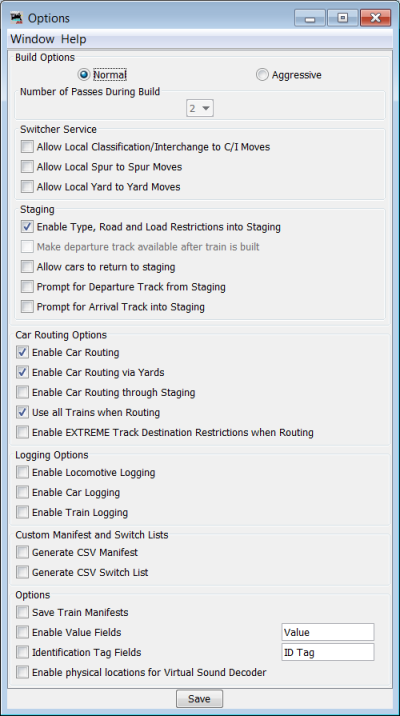 Options
Window Help
Build Options
Normal Aggressive
Number of Passes During Build
2
Switcher Service
Allow Local Classification/Interchange to C/I Moves
Allow Local Spur to Spur Moves
Allow Local Yard to Yard Moves
Staging
Enable Type, Road and Load Restrictions into Staging
Make departure track available after train is built
Allow cars to return to staging
Prompt for Departure Track from Staging
Prompt for Arrival Track into Staging
Car Routing Options
Enable Car Routing
Enable Car Routing via Yards
Enable Car Routing through Staging
Use all Trains when Routing
Enable EXTREME Track Destination Restrictions when Routing
Logging Options
Enable Locomotive Logging
Enable Car Logging
Enable Train Logging
Custom Manifest and Switch Lists
Generate CSV Manifest
Generate CSV Switch List
Options
Save Train Manifests
Enable Value Fields Value
Identification Tag Fields ID Tag
Enable physical locations for Virtual Sound Decoder
Save